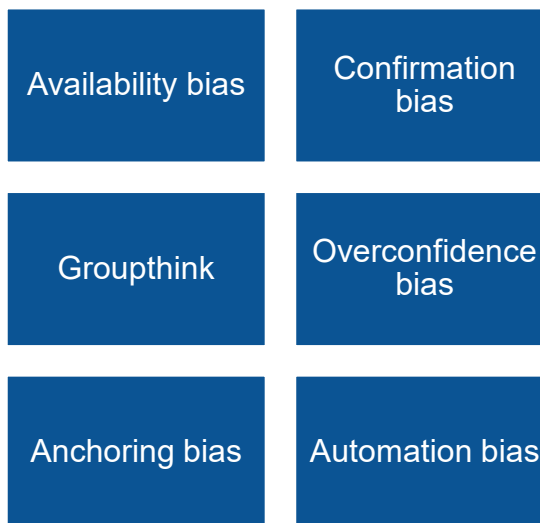 Availability bias
Confirmation
bias
Groupthink
Overconfidence
bias
Anchoring bias
Automation bias